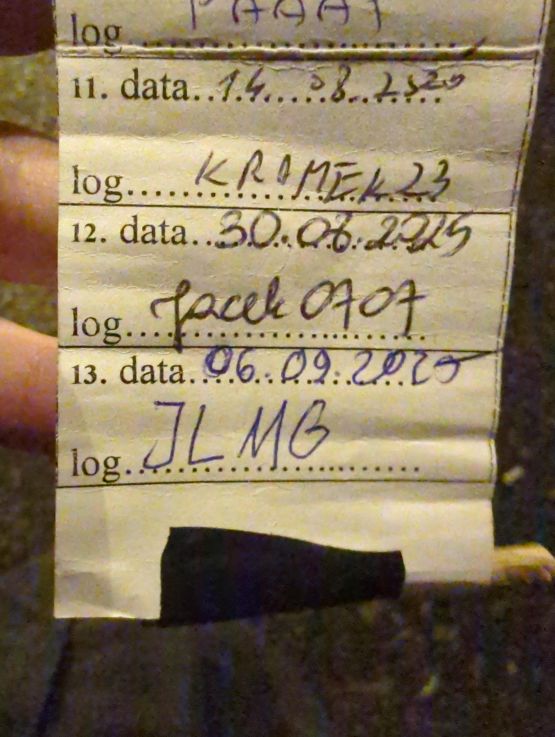 log
11. data..14....08.2520
log......KROMEK23
12. data..30.08.2025
log...Jacek0707
13. data..06.09.2025
log..JLMG